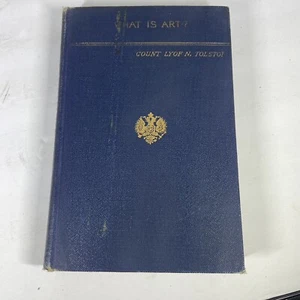 WHAT IS ART?
COUNT LYOF N. TOLSTOI